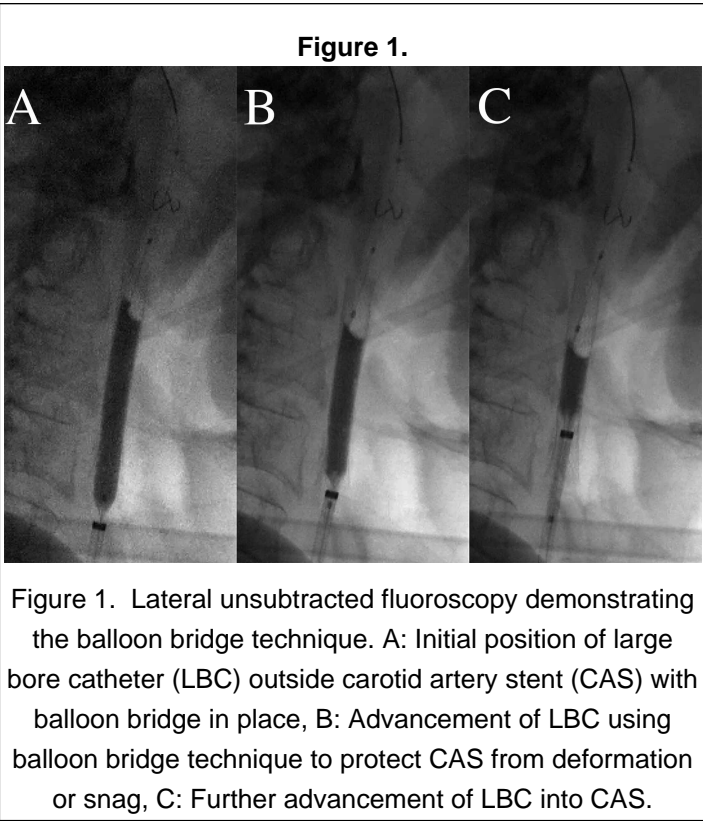 Figure 1.
A B C
Figure 1. Lateral unsubtracted fluoroscopy demonstrating
the balloon bridge technique. A: Initial position of large
bore catheter (LBC) outside carotid artery stent (CAS) with
balloon bridge in place, B: Advancement of LBC using
balloon bridge technique to protect CAS from deformation
or snag, C: Further advancement of LBC into CAS.